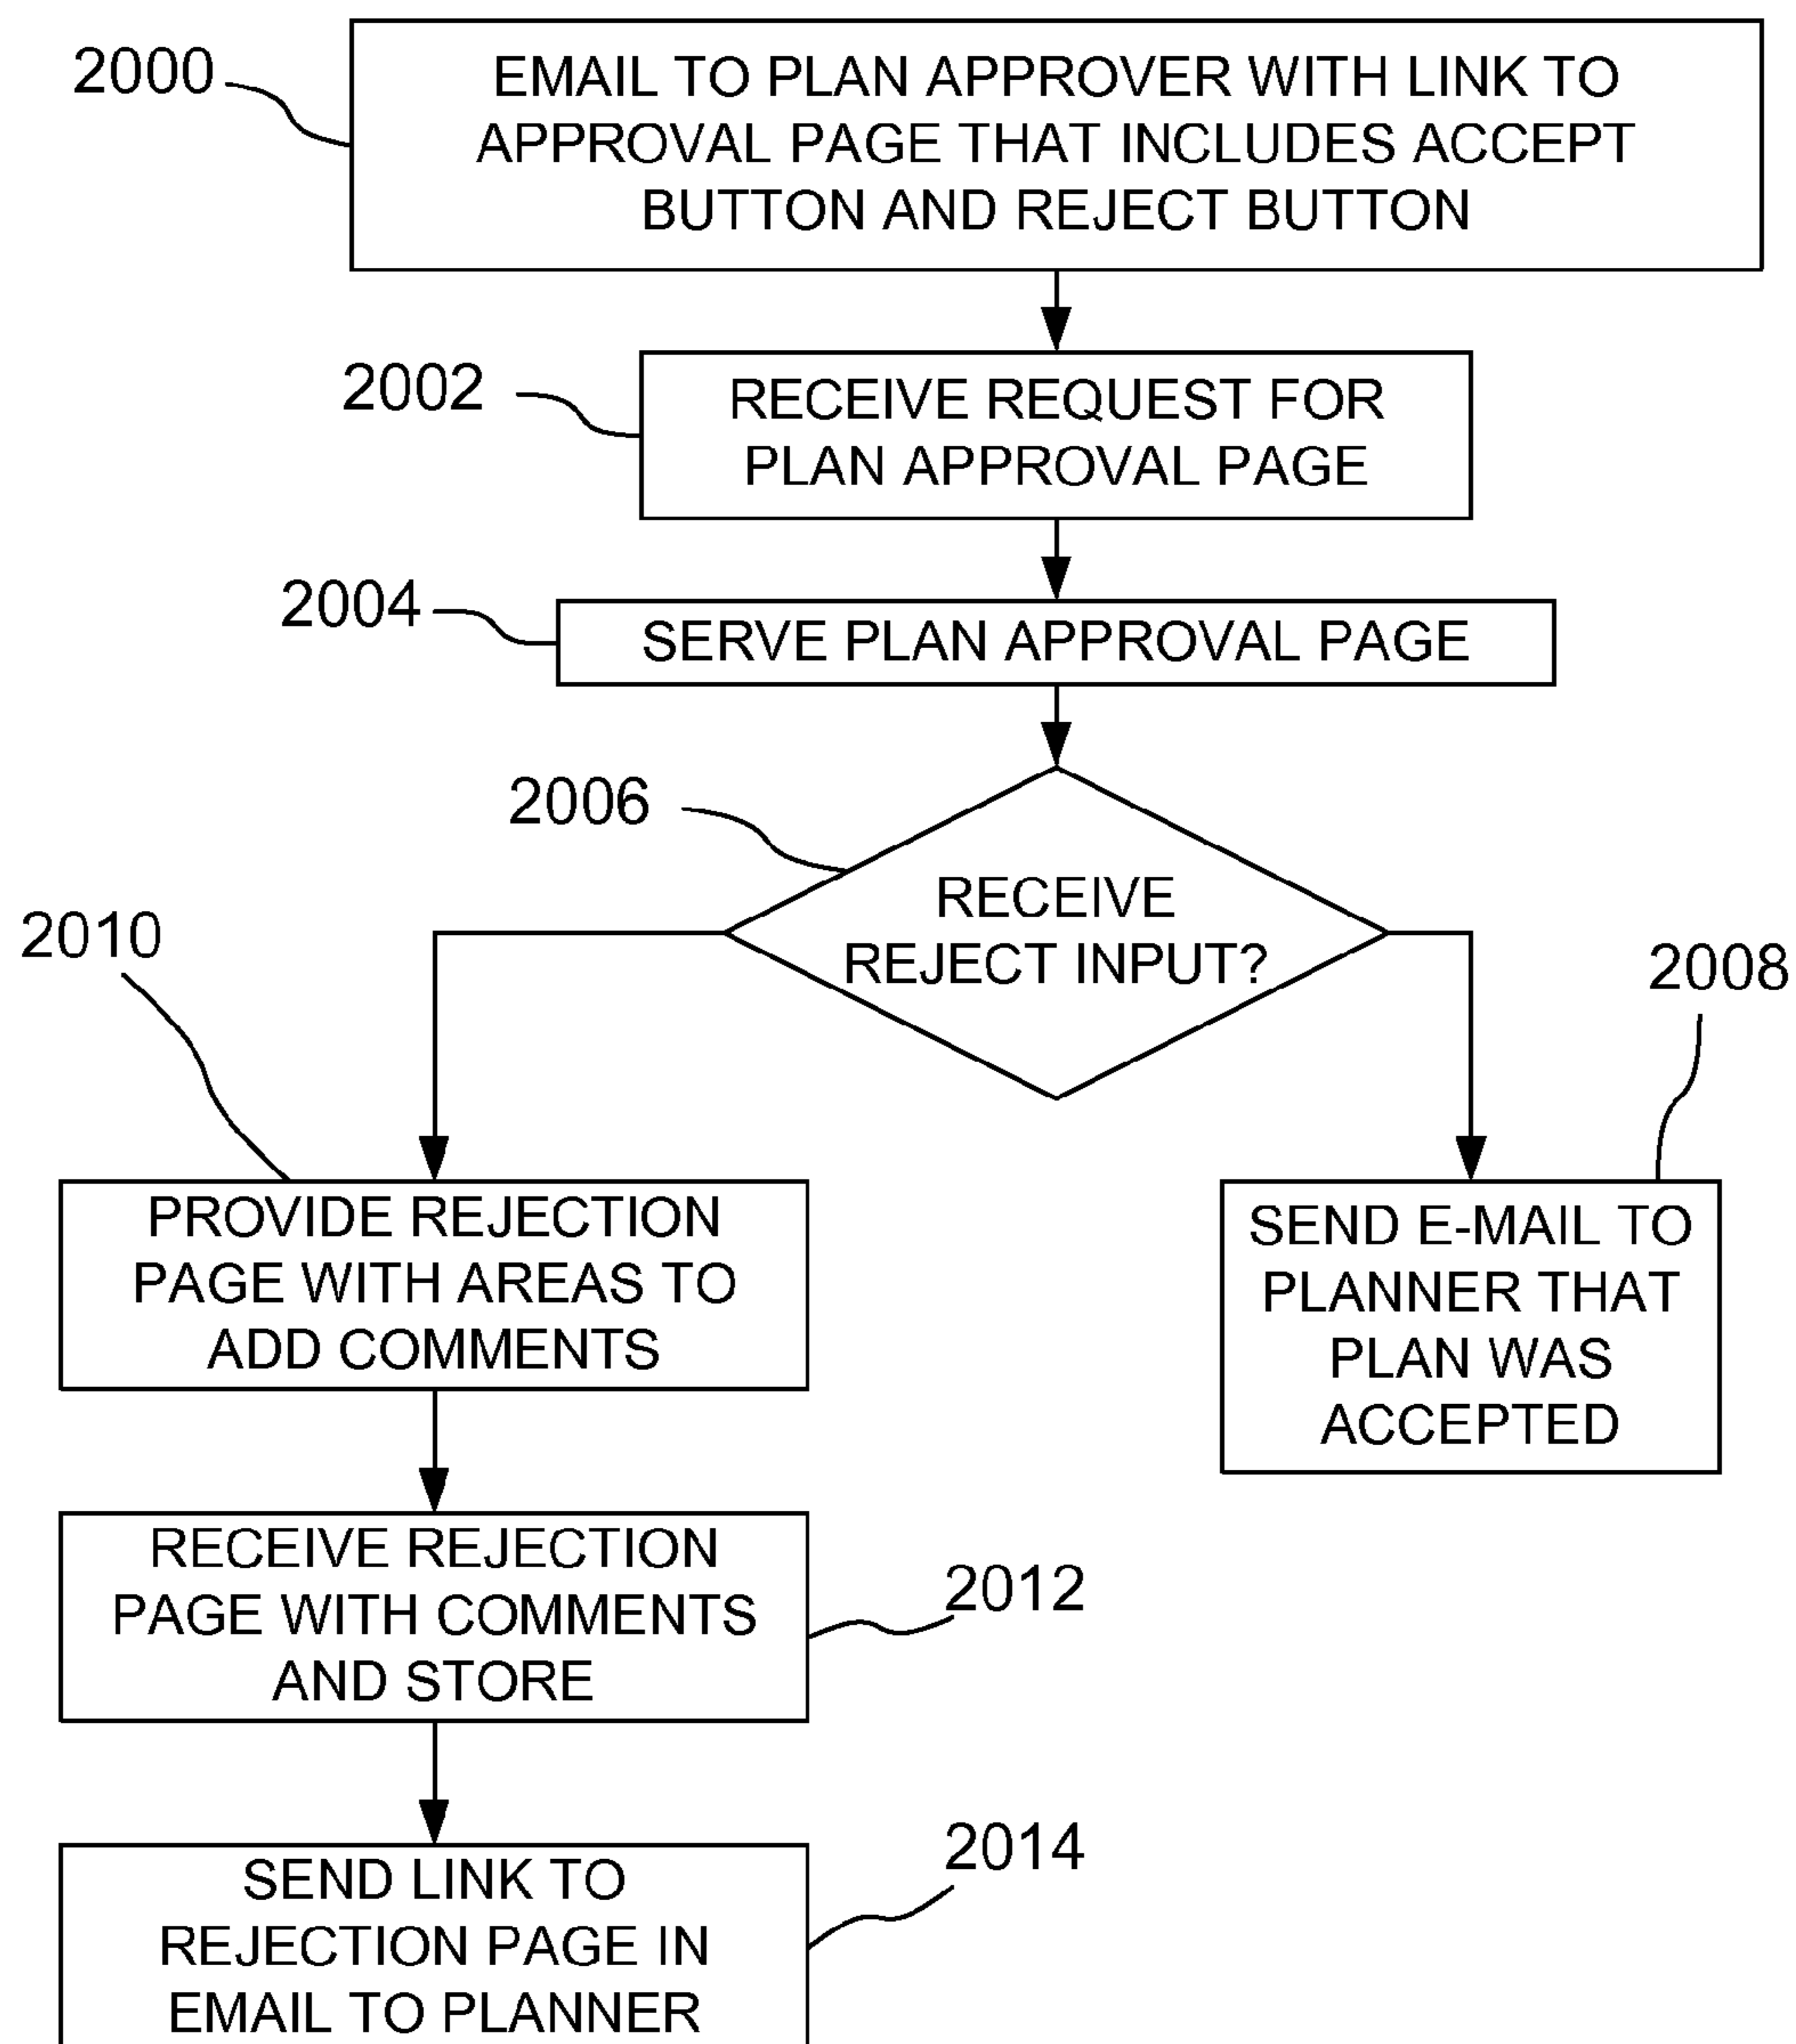 2000
EMAIL TO PLAN APPROVER WITH LINK TO
APPROVAL PAGE THAT INCLUDES ACCEPT
BUTTON AND REJECT BUTTON
2002
RECEIVE REQUEST FOR
PLAN APPROVAL PAGE
2004
SERVE PLAN APPROVAL PAGE
2006
RECEIVE
REJECT INPUT?
2010
2008
PROVIDE REJECTION
PAGE WITH AREAS TO
ADD COMMENTS
SEND E-MAIL TO
PLANNER THAT
PLAN WAS
ACCEPTED
RECEIVE REJECTION
PAGE WITH COMMENTS
AND STORE
2012
2014
SEND LINK TO
REJECTION PAGE IN
EMAIL TO PLANNER